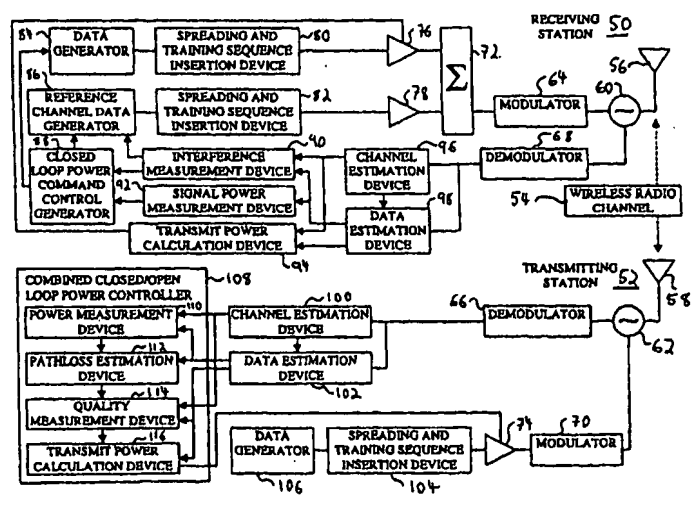 84
DATA
GENERATOR
SPREADING AND
TRAINING SEQUENCE
INSERTION DEVICE
80
76
72
Σ
RECEIVING
STATION 50
56
64
MODULATOR
60
86
REFERENCE
CHANNEL DATA
GENERATOR
SPREADING AND
TRAINING SEQUENCE
INSERTION DEVICE
82
78
68
DEMODULATOR
88
CLOSED
LOOP POWER
COMMAND
CONTROL
GENERATOR
90
INTERFERENCE
MEASUREMENT DEVICE
92
SIGNAL POWER
MEASUREMENT DEVICE
TRANSMIT POWER
CALCULATION DEVICE
94
96
CHANNEL
ESTIMATION
DEVICE
98
DATA
ESTIMATION
DEVICE
54
WIRELESS RADIO
CHANNEL
TRANSMITTING
STATION 52
58
62
COMBINED CLOSED/OPEN
LOOP POWER CONTROLLER
108
110
POWER MEASUREMENT
DEVICE
112
PATHLOSS ESTIMATION
DEVICE
114
QUALITY
MEASUREMENT DEVICE
116
TRANSMIT POWER
CALCULATION DEVICE
100
CHANNEL ESTIMATION
DEVICE
DATA ESTIMATION
DEVICE
102
66
DEMODULATOR
DATA
GENERATOR
106
SPREADING AND
TRAINING SEQUENCE
INSERTION DEVICE
104
74
70
MODULATOR